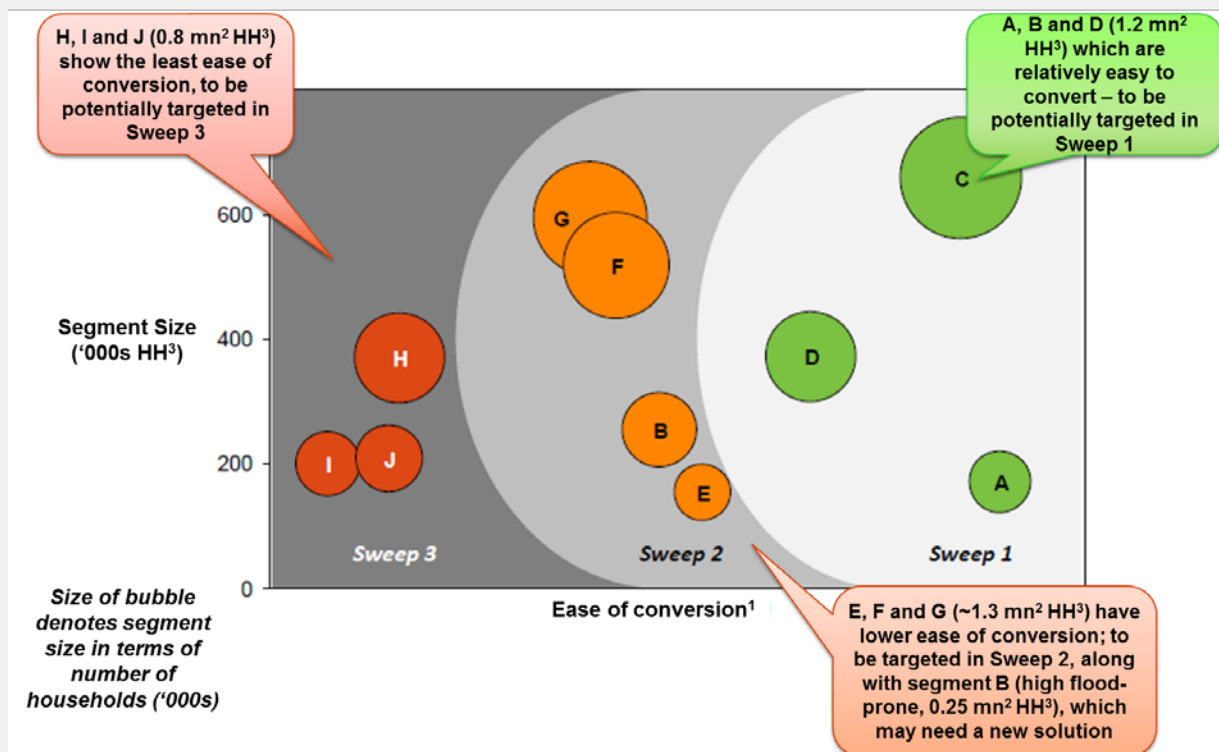 H, I and J (0.8 mn² HH³)
show the least ease of
conversion, to be
potentially targeted in
Sweep 3
A, B and D (1.2 mn²
HH³) which are
relatively easy to
convert – to be
potentially targeted in
Sweep 1
600
400
200
0
Segment Size
(‘000s HH³)
G
F
C
H
D
B
I
J
E
A
Sweep 3
Sweep 2
Sweep 1
Ease of conversion¹
Size of bubble
denotes segment
size in terms of
number of
households (‘000s)
E, F and G (~1.3 mn² HH³) have
lower ease of conversion; to
be targeted in Sweep 2, along
with segment B (high flood-
prone, 0.25 mn² HH³), which
may need a new solution